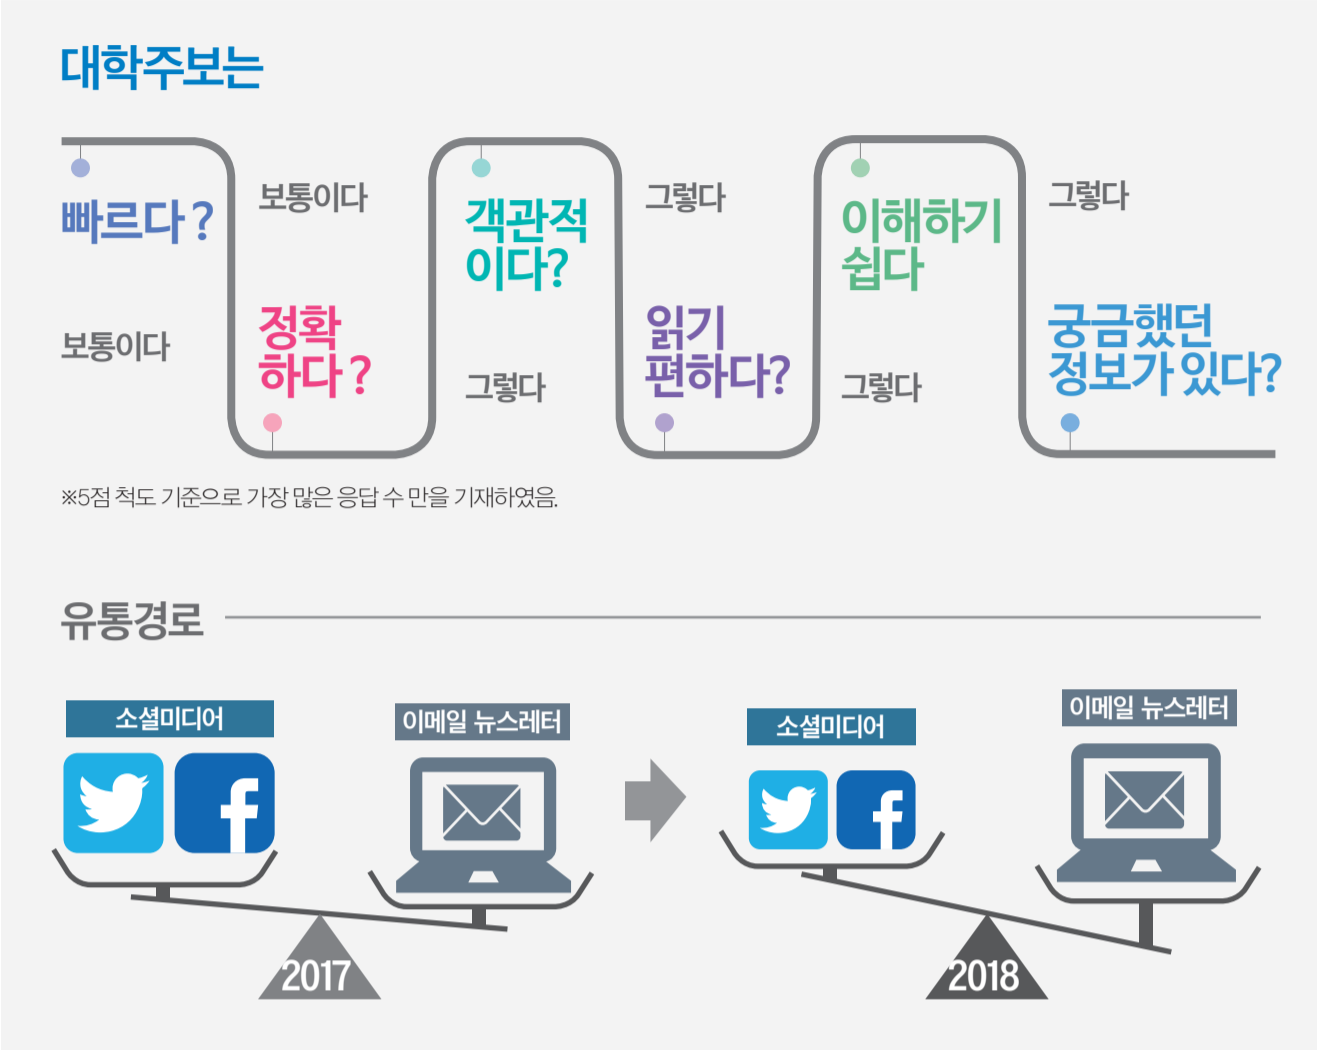 대학주보는
빠르다 ?
보통이다
보통이다
정확
하다 ?
객관적
이다?
그렇다
그렇다
읽기
편하다?
이해하기
쉽다
그렇다
그렇다
궁금했던
정보가 있다?
※5점 척도 기준으로 가장 많은 응답 수 만을 기재하였음.
유통경로
소셜미디어
이메일 뉴스레터
2017
소셜미디어
이메일 뉴스레터
2018